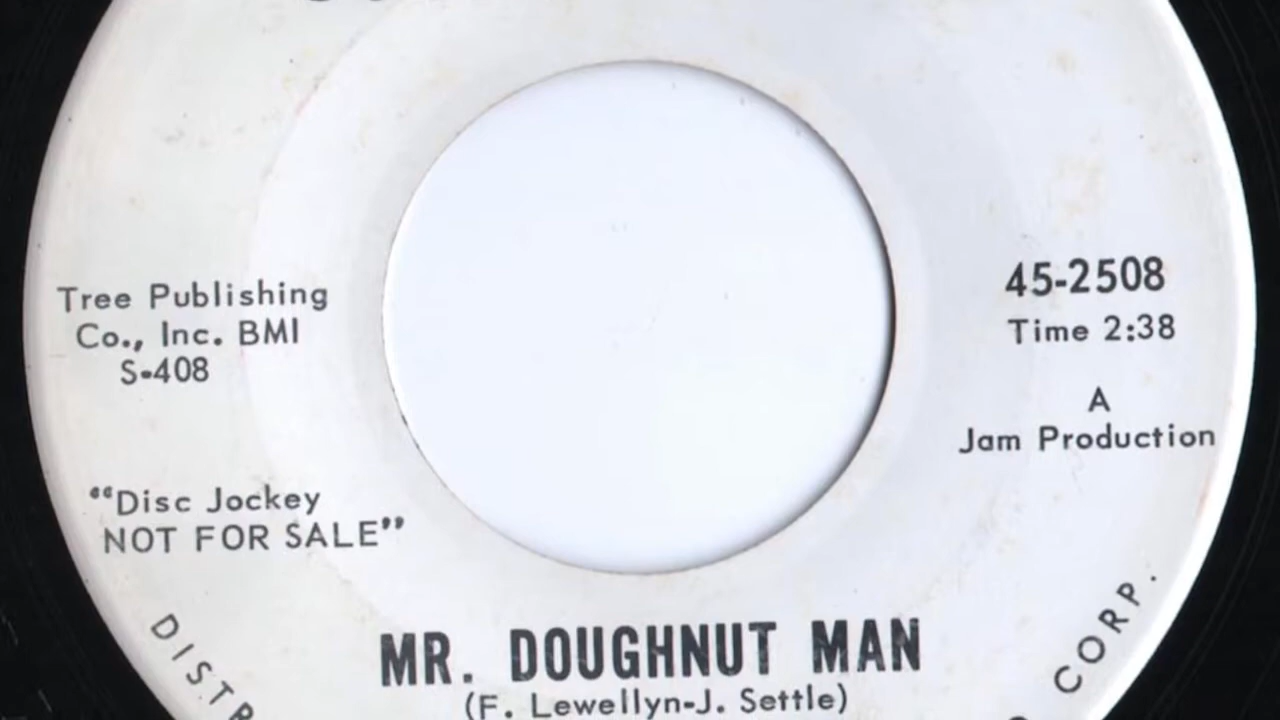 Tree Publishing
Co., Inc. BMI
S-408
45-2508
Time 2:38
A
Jam Production
“Disc Jockey
NOT FOR SALE”
MR. DOUGHNUT MAN
(F. Lewellyn-J. Settle)
CORP.